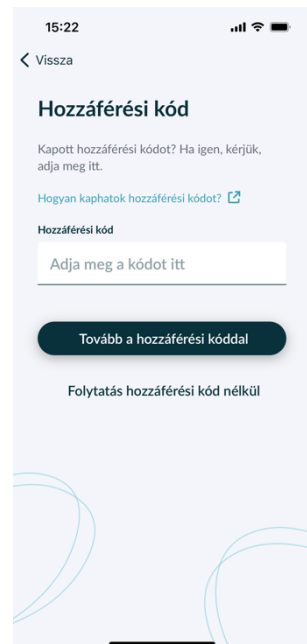 15:22
Vissza
Hozzáférési kód
Kapott hozzáférési kódot? Ha igen, kérjük,
adja meg itt.
Hogyan kaphatok hozzáférési kódot?
Hozzáférési kód
Adja meg a kódot itt
Tovább a hozzáférési kóddal
Folytatás hozzáférési kód nélkül